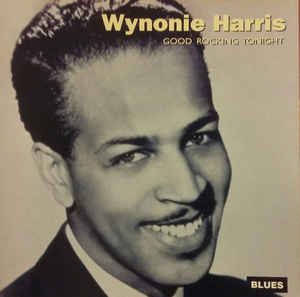 Wynonie Harris
GOOD ROCKING TONIGHT
BLUES